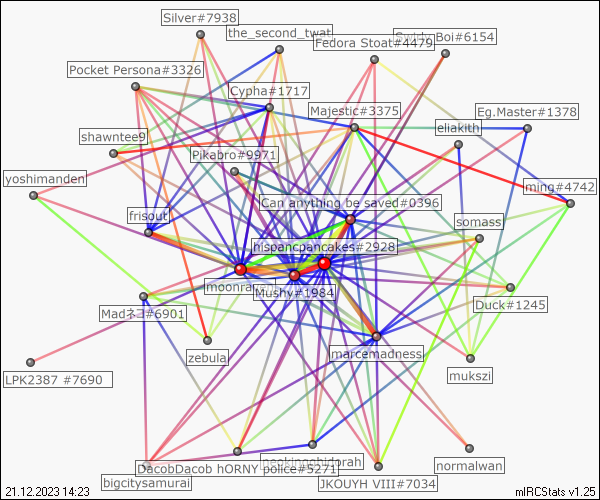 Silver#7938
the_second_twat
Boi#6154
Fedora Stoat#4479
Pocket Persona#3326
Cypha#1717
Majestic#3375
Eg.Master#1378
eliakith
shawntee9
Pikabro#9971
yoshimanden
ming#4742
Can anything be saved#0396
frisout
somass
hispancpancakes#2928
Mushy#1984
Duck#1245
Madネコ#6901
zebula
marcemadness
LPK2387 #7690
mukszi
DacobDacob hORNY police#5271
normalwan
bigcitysamurai
JKOUYH VIII#7034
21.12.2023 14:23
mIRCStats v1.25